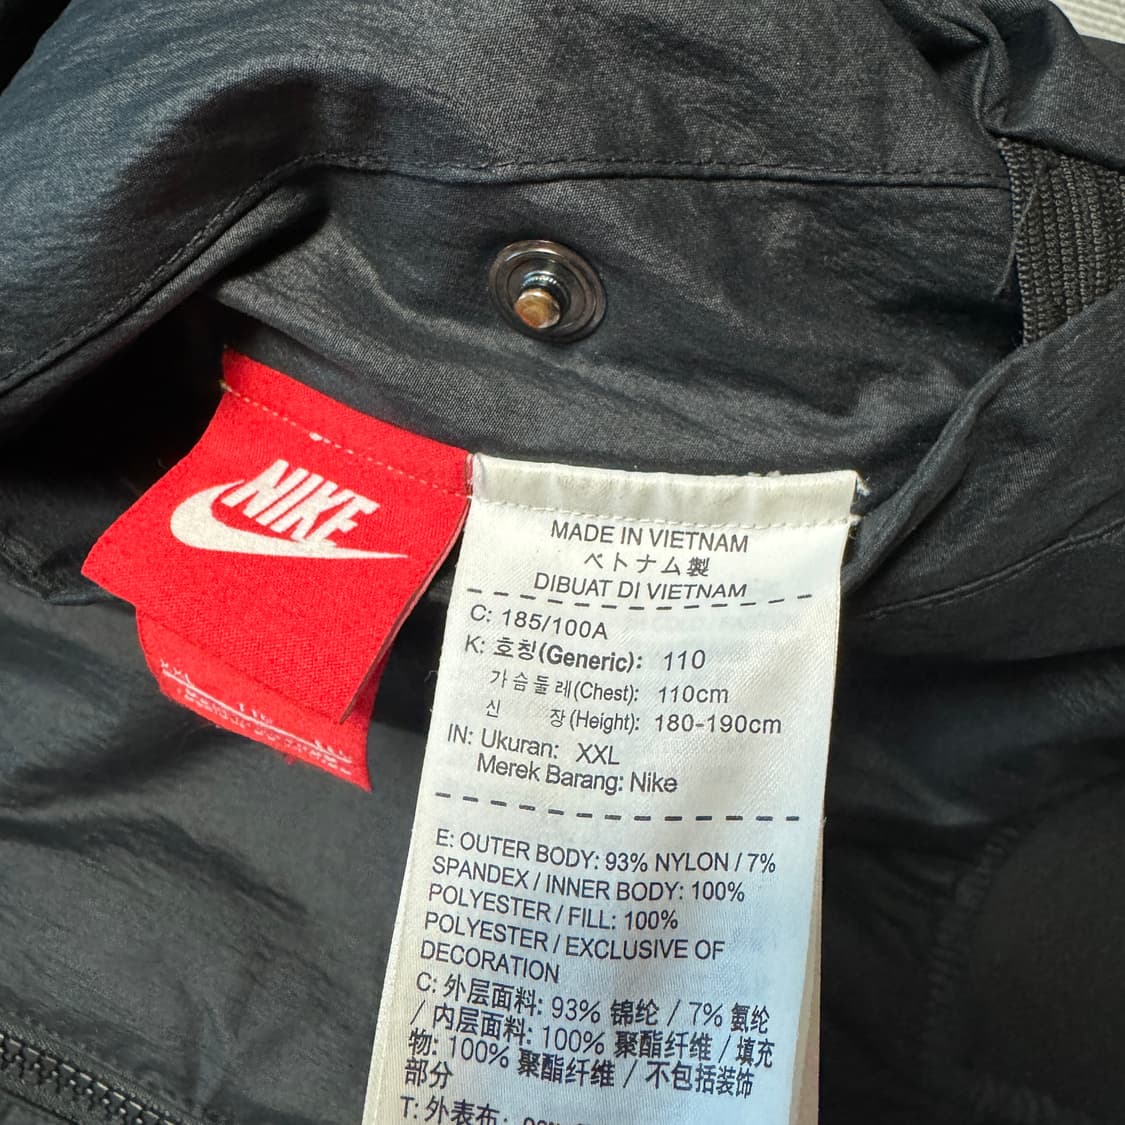 NIKE
MADE IN VIETNAM
ベトナム製
DIBUAT DI VIETNAM
C: 185/100A
K: 호칭(Generic): 110
가슴둘레(Chest): 110cm
신 장(Height): 180-190cm
IN: Ukuran: XXL
Merek Barang: Nike
E: OUTER BODY: 93% NYLON / 7%
SPANDEX / INNER BODY: 100%
POLYESTER / FILL: 100%
POLYESTER / EXCLUSIVE OF
DECORATION
C: 外层面料: 93% 锦纶 / 7% 氨纶
/ 内层面料: 100% 聚酯纤维 / 填充
物: 100% 聚酯纤维 / 不包括装饰
部分
T: 外表布: